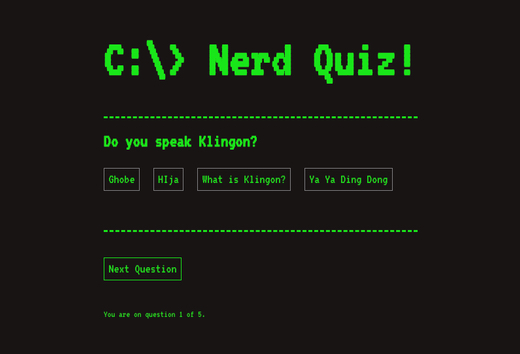 C:\> Nerd Quiz!
Do you speak Klingon?
Ghobe HIja What is Klingon? Ya Ya Ding Dong
Next Question
You are on question 1 of 5.